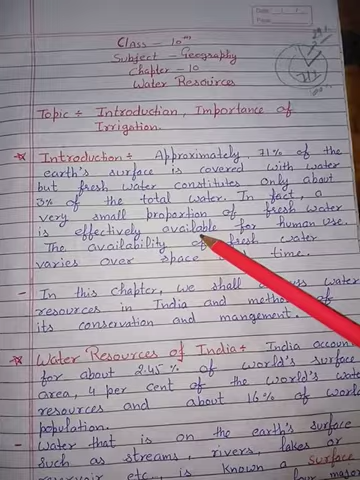 Date
Page
Class - 10th
Subject - Geography
Chapter - 10
Water Resources
71%
Topic ÷ Introduction, Importance of
Irrigation.
Introduction ÷ Approximately 71% of the
earth's surface is covered with water
but fresh water constitutes only about
3% of the total water. In fact, a
very small proportion of fresh water
is effectively available for human use.
The availability of fresh water
varies over space time.
- In this chapter, we shall water
resources in India and methods of
its conservation and mangement.
Water Resources of India ÷ India account
for about 2.45% of world's surface
area, 4 per cent of the world's wate
resources and about 16% of world
population.
- Water that is on the earth's surface
such as streams, rivers, lakes or
reservoir etc., is known a surface